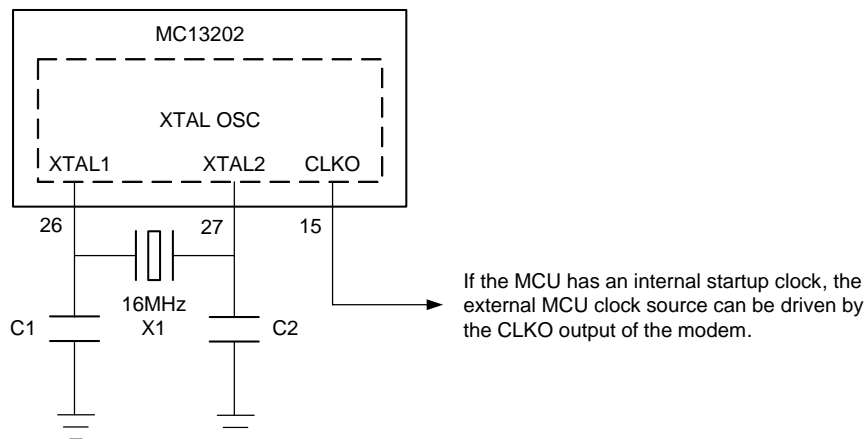 MC13202
XTAL OSC
XTAL1
XTAL2
CLKO
26
27
15
16MHz
X1
C1
C2
If the MCU has an internal startup clock, the
external MCU clock source can be driven by
the CLKO output of the modem.